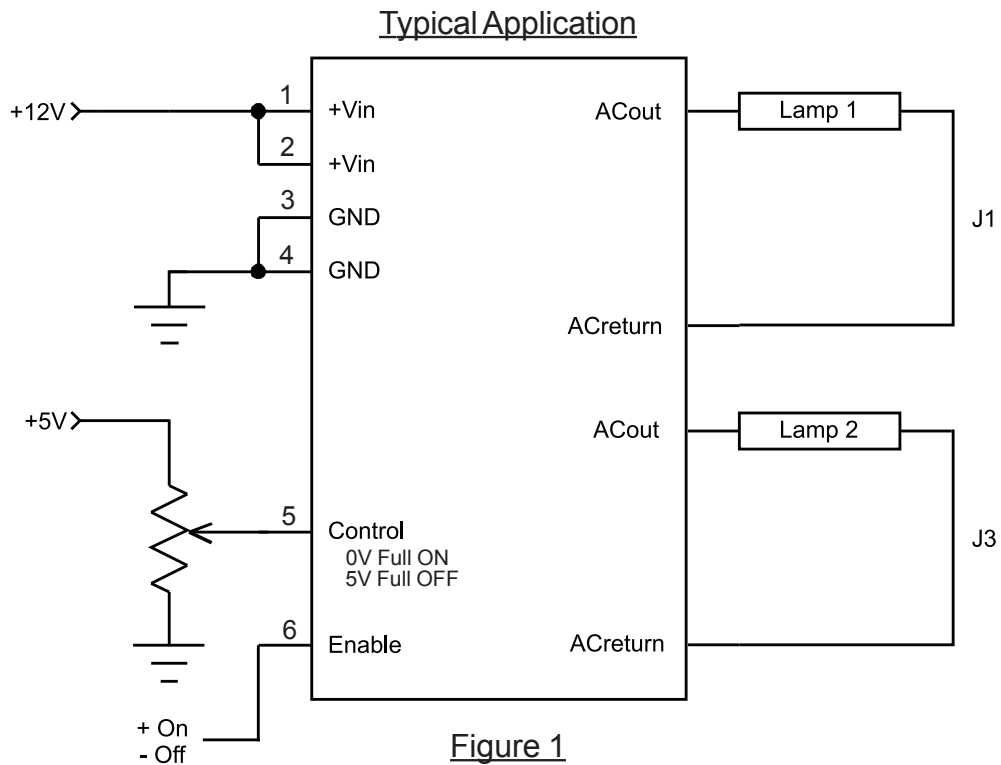 Typical Application
+12V
1
+Vin
2
+Vin
3
GND
4
GND
ACout
Lamp 1
J1
ACreturn
+5V
ACout
Lamp 2
5
Control
0V Full ON
5V Full OFF
J3
6
Enable
ACreturn
+ On
- Off
Figure 1